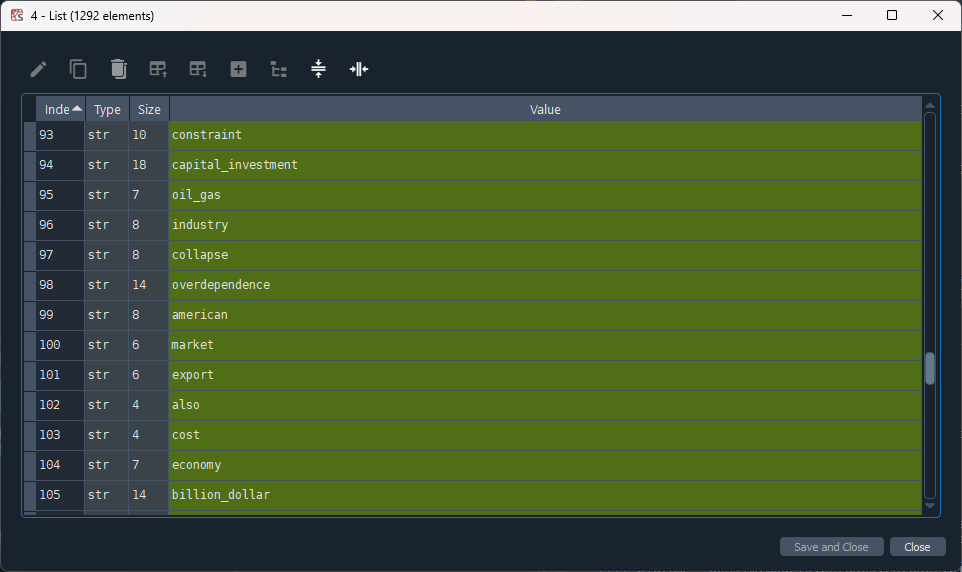 4 - List (1292 elements)
Inde Type Size Value
93 str 10 constraint
94 str 18 capital_investment
95 str 7 oil_gas
96 str 8 industry
97 str 8 collapse
98 str 14 overdependence
99 str 8 american
100 str 6 market
101 str 6 export
102 str 4 also
103 str 4 cost
104 str 7 economy
105 str 14 billion_dollar
Save and Close Close